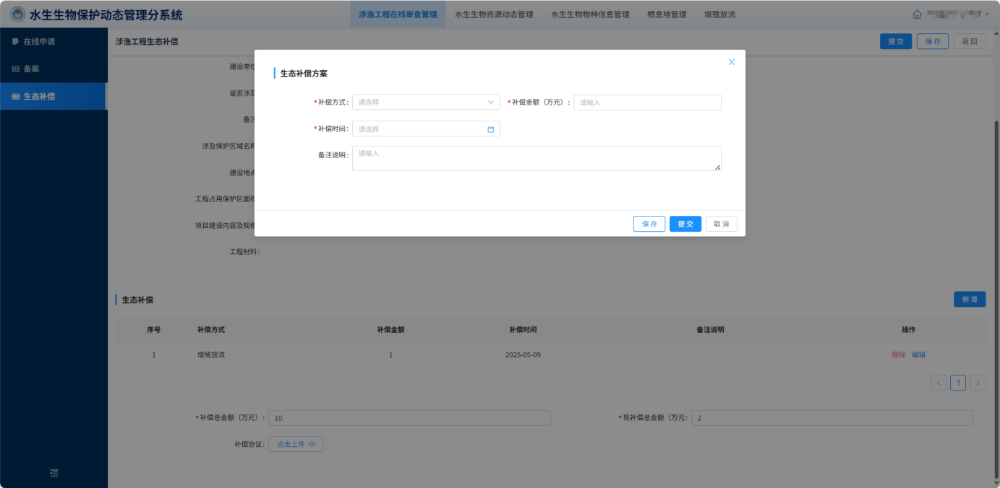 水生生物保护动态管理分系统
涉渔工程在线审查管理 水生生物资源动态管理 水生生物物种信息管理 栖息地管理 增殖放流
在线申请
备案
生态补偿
涉渔工程生态补偿
提 交 保 存 返 回
建设单位
是否涉及
备注
涉及保护区域名称
建设地点
工程占用保护区面积
项目建设内容及规模
工程材料:
生态补偿方案
*补偿方式: 请选择 *补偿金额（万元）: 请输入
*补偿时间: 请选择
备注说明: 请输入
保 存 提 交 取 消
生态补偿
新 增
序号 补偿方式 补偿金额 补偿时间 备注说明 操作
1 增殖放流 1 2025-05-09 删除 编辑
< 1 >
*补偿总金额（万元）: 10 *现补偿总金额（万元: 2
补偿协议: 点击上传